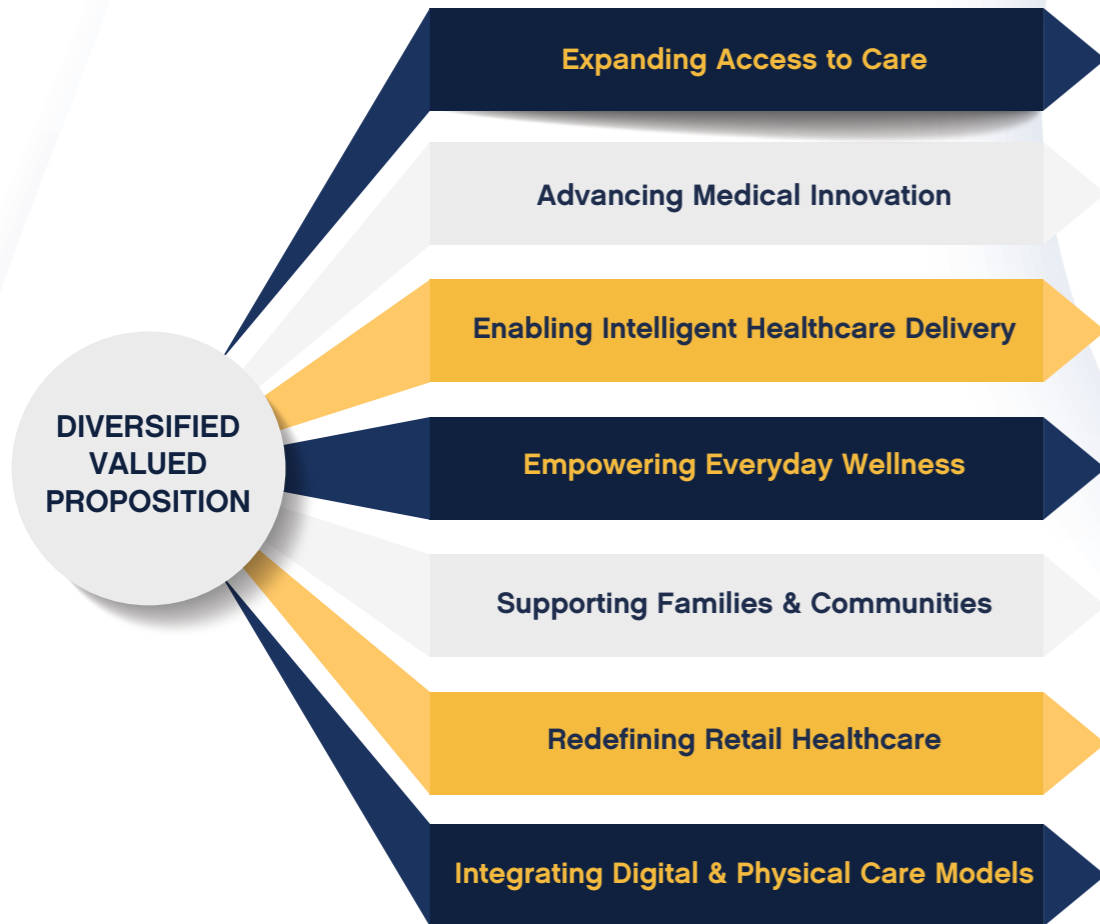 Expanding Access to Care
Advancing Medical Innovation
Enabling Intelligent Healthcare Delivery
DIVERSIFIED
VALUED
PROPOSITION
Empowering Everyday Wellness
Supporting Families & Communities
Redefining Retail Healthcare
Integrating Digital & Physical Care Models